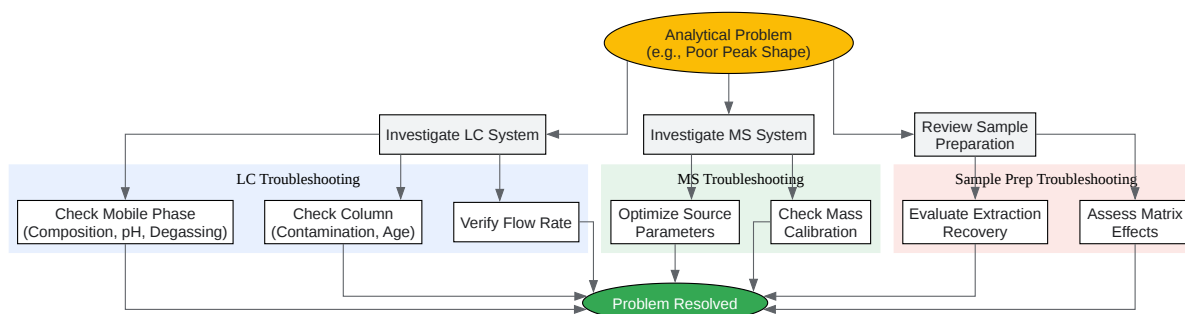 Analytical Problem
(e.g., Poor Peak Shape)
Investigate LC System
Investigate MS System
Review Sample
Preparation
LC Troubleshooting
MS Troubleshooting
Sample Prep Troubleshooting
Check Mobile Phase
(Composition, pH, Degassing)
Check Column
(Contamination, Age)
Verify Flow Rate
Optimize Source
Parameters
Check Mass
Calibration
Evaluate Extraction
Recovery
Assess Matrix
Effects
Problem Resolved